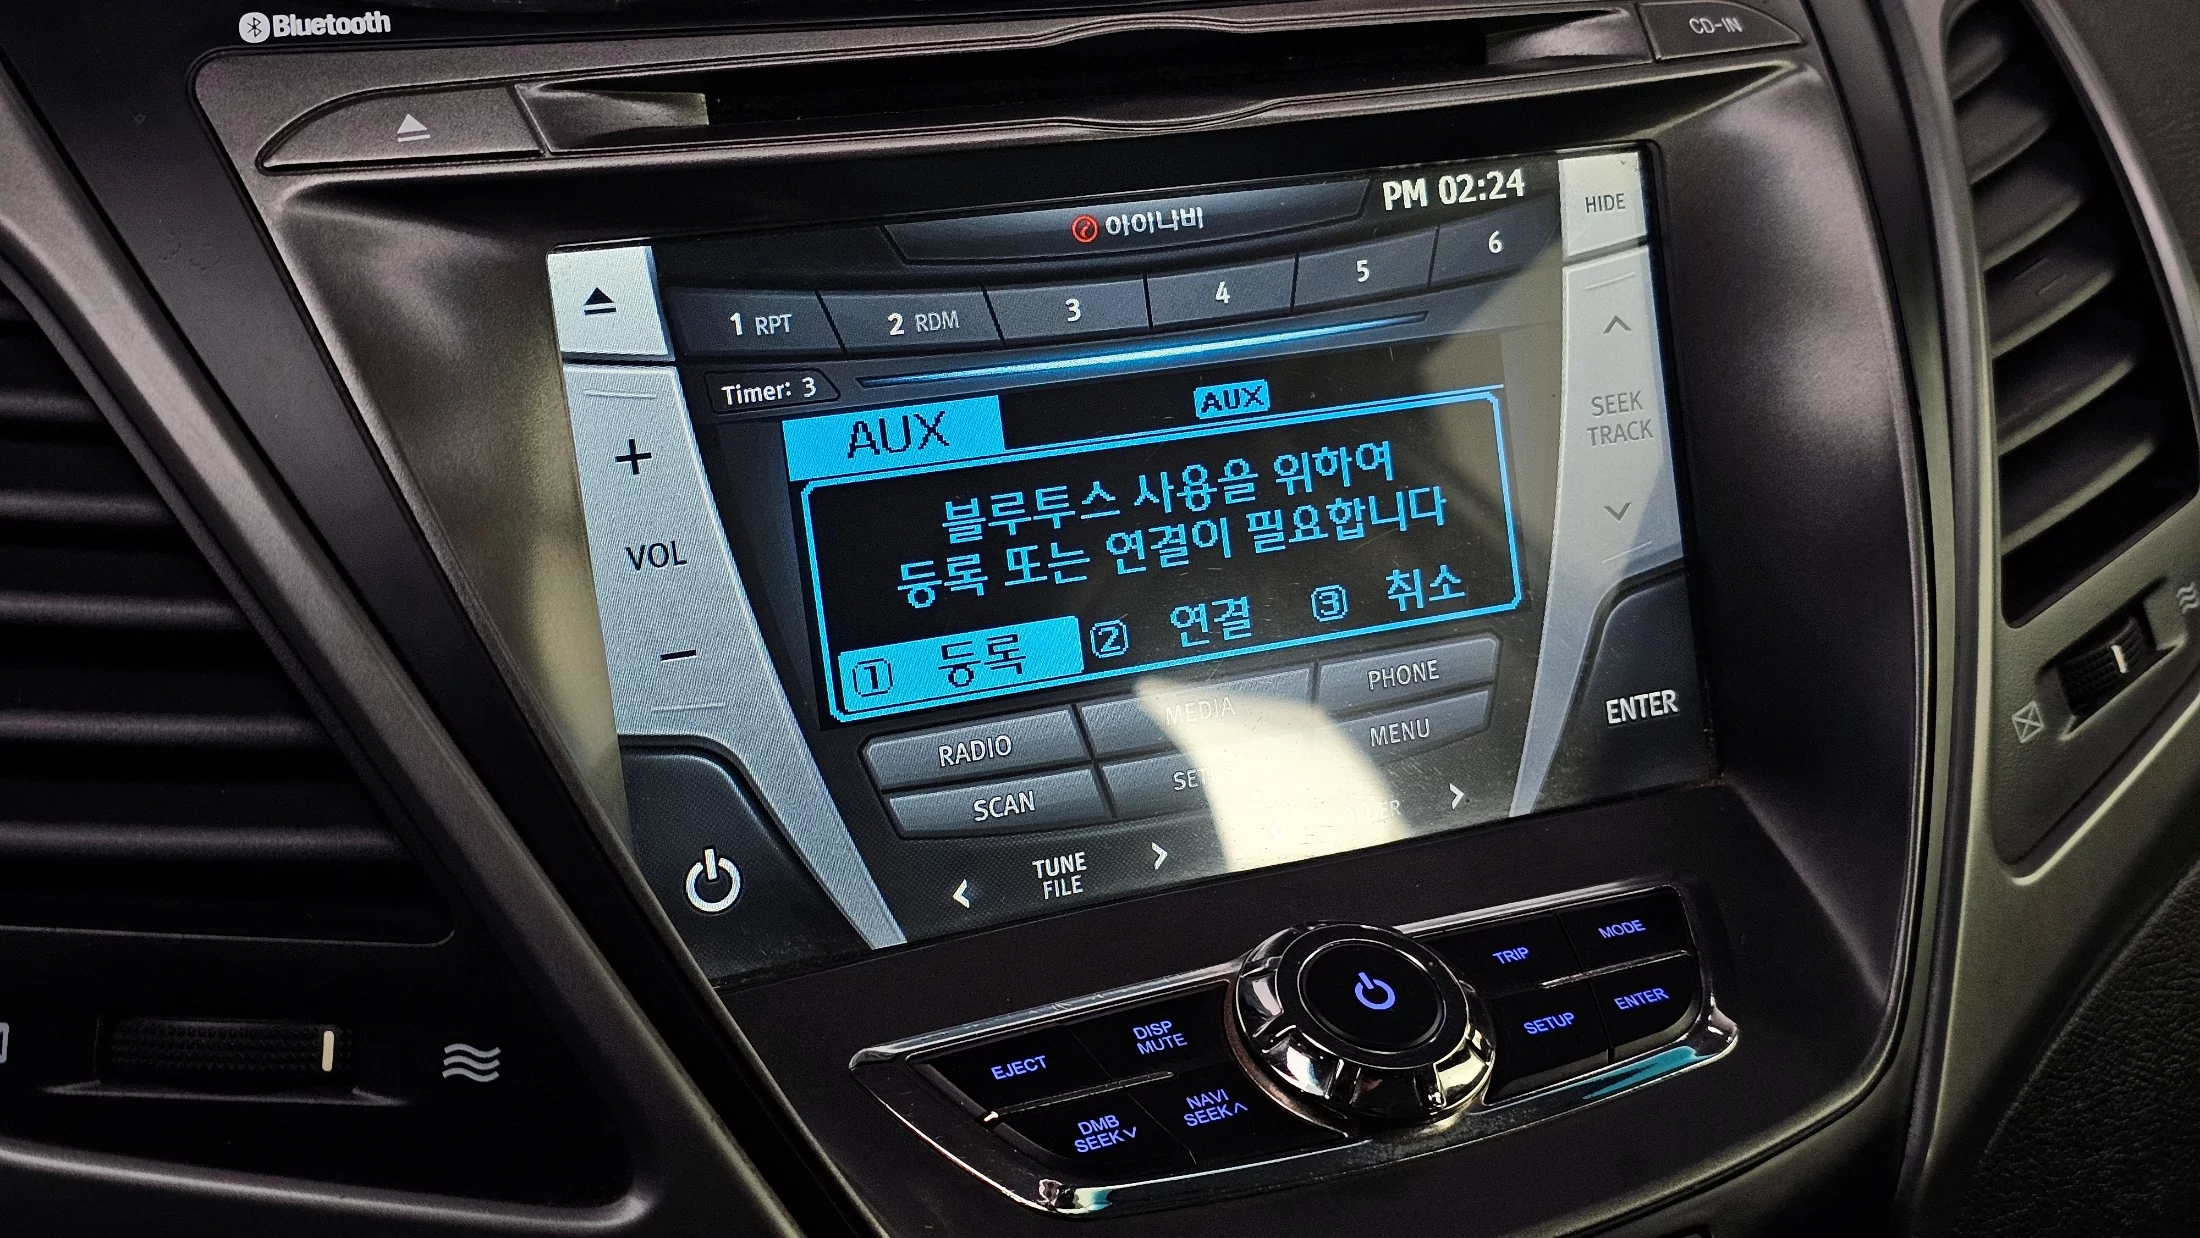 Bluetooth
CD-IN
PM 02:24
HIDE
아이나비
1 RPT
2 RDM
3
4
5
6
Timer: 3
AUX
AUX
+
VOL
−
SEEK
TRACK
블루투스 사용을 위하여
등록 또는 연결이 필요합니다
① 등록
② 연결
③ 취소
RADIO
MEDIA
PHONE
SCAN
MENU
ENTER
TUNE
FILE
EJECT
DISP
MUTE
DMB
SEEK
NAVI
SEEK
TRIP
MODE
SETUP
ENTER